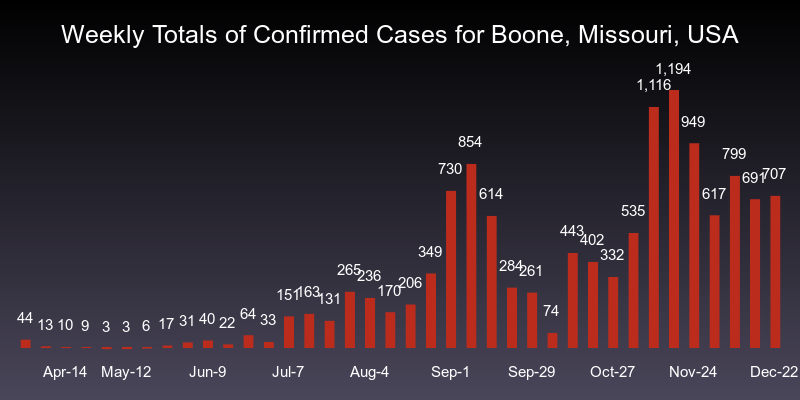 Weekly Totals of Confirmed Cases for Boone, Missouri, USA
44 13 10 9 3 3 6 17 31 40 22 64 33 151 163 131 265 236 170 206 349 730 854 614 284 261 74 443 402 332 535 1,116 1,194 949 617 799 691 707
Apr-14 May-12 Jun-9 Jul-7 Aug-4 Sep-1 Sep-29 Oct-27 Nov-24 Dec-22